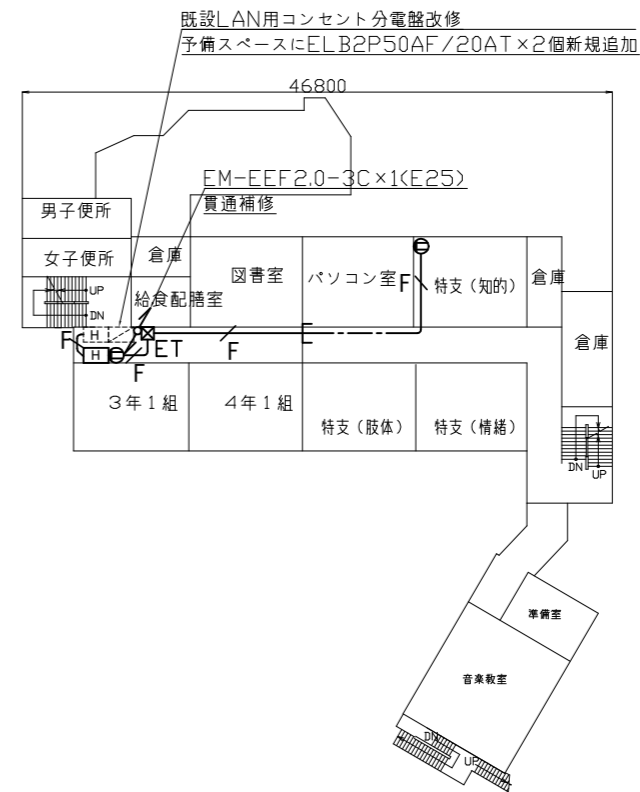 既設LAN用コンセント分電盤改修
予備スペースにELB2P50AF/20AT×2個新規追加
46800
EM-EEF2.0-3C×1(E25)
貫通補修
男子便所
女子便所
倉庫
図書室
パソコン室
F
特支(知的)
倉庫
UP
DN
給食配膳室
倉庫
F
H
H
ET
F
F
E
3年1組
4年1組
特支(肢体)
特支(情緒)
DN
UP
準備室
音楽教室
DN
UP